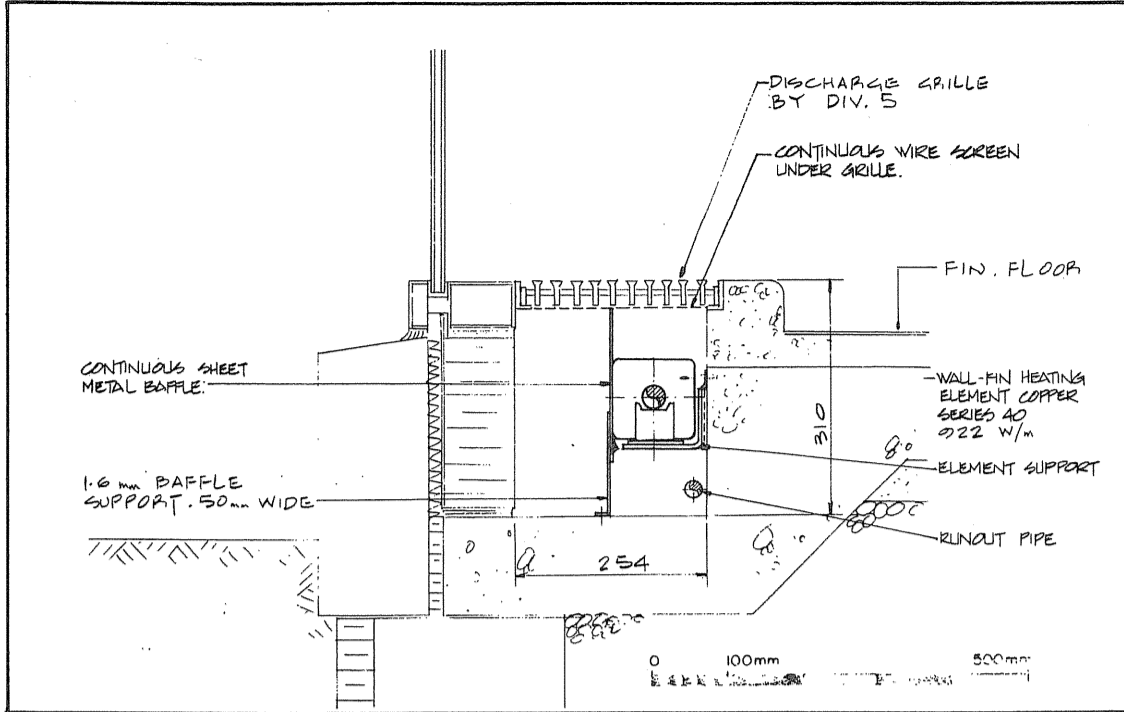 DISCHARGE GRILLE
BY DIV. 5
CONTINUOUS WIRE SCREEN
UNDER GRILLE.
FIN. FLOOR
CONTINUOUS SHEET
METAL BAFFLE.
WALL-FIN HEATING
ELEMENT COPPER
SERIES 40
922 W/m
310
ELEMENT SUPPORT
1.6 mm BAFFLE
SUPPORT. 50mm WIDE
RUNOUT PIPE
254
0 100mm 500mm